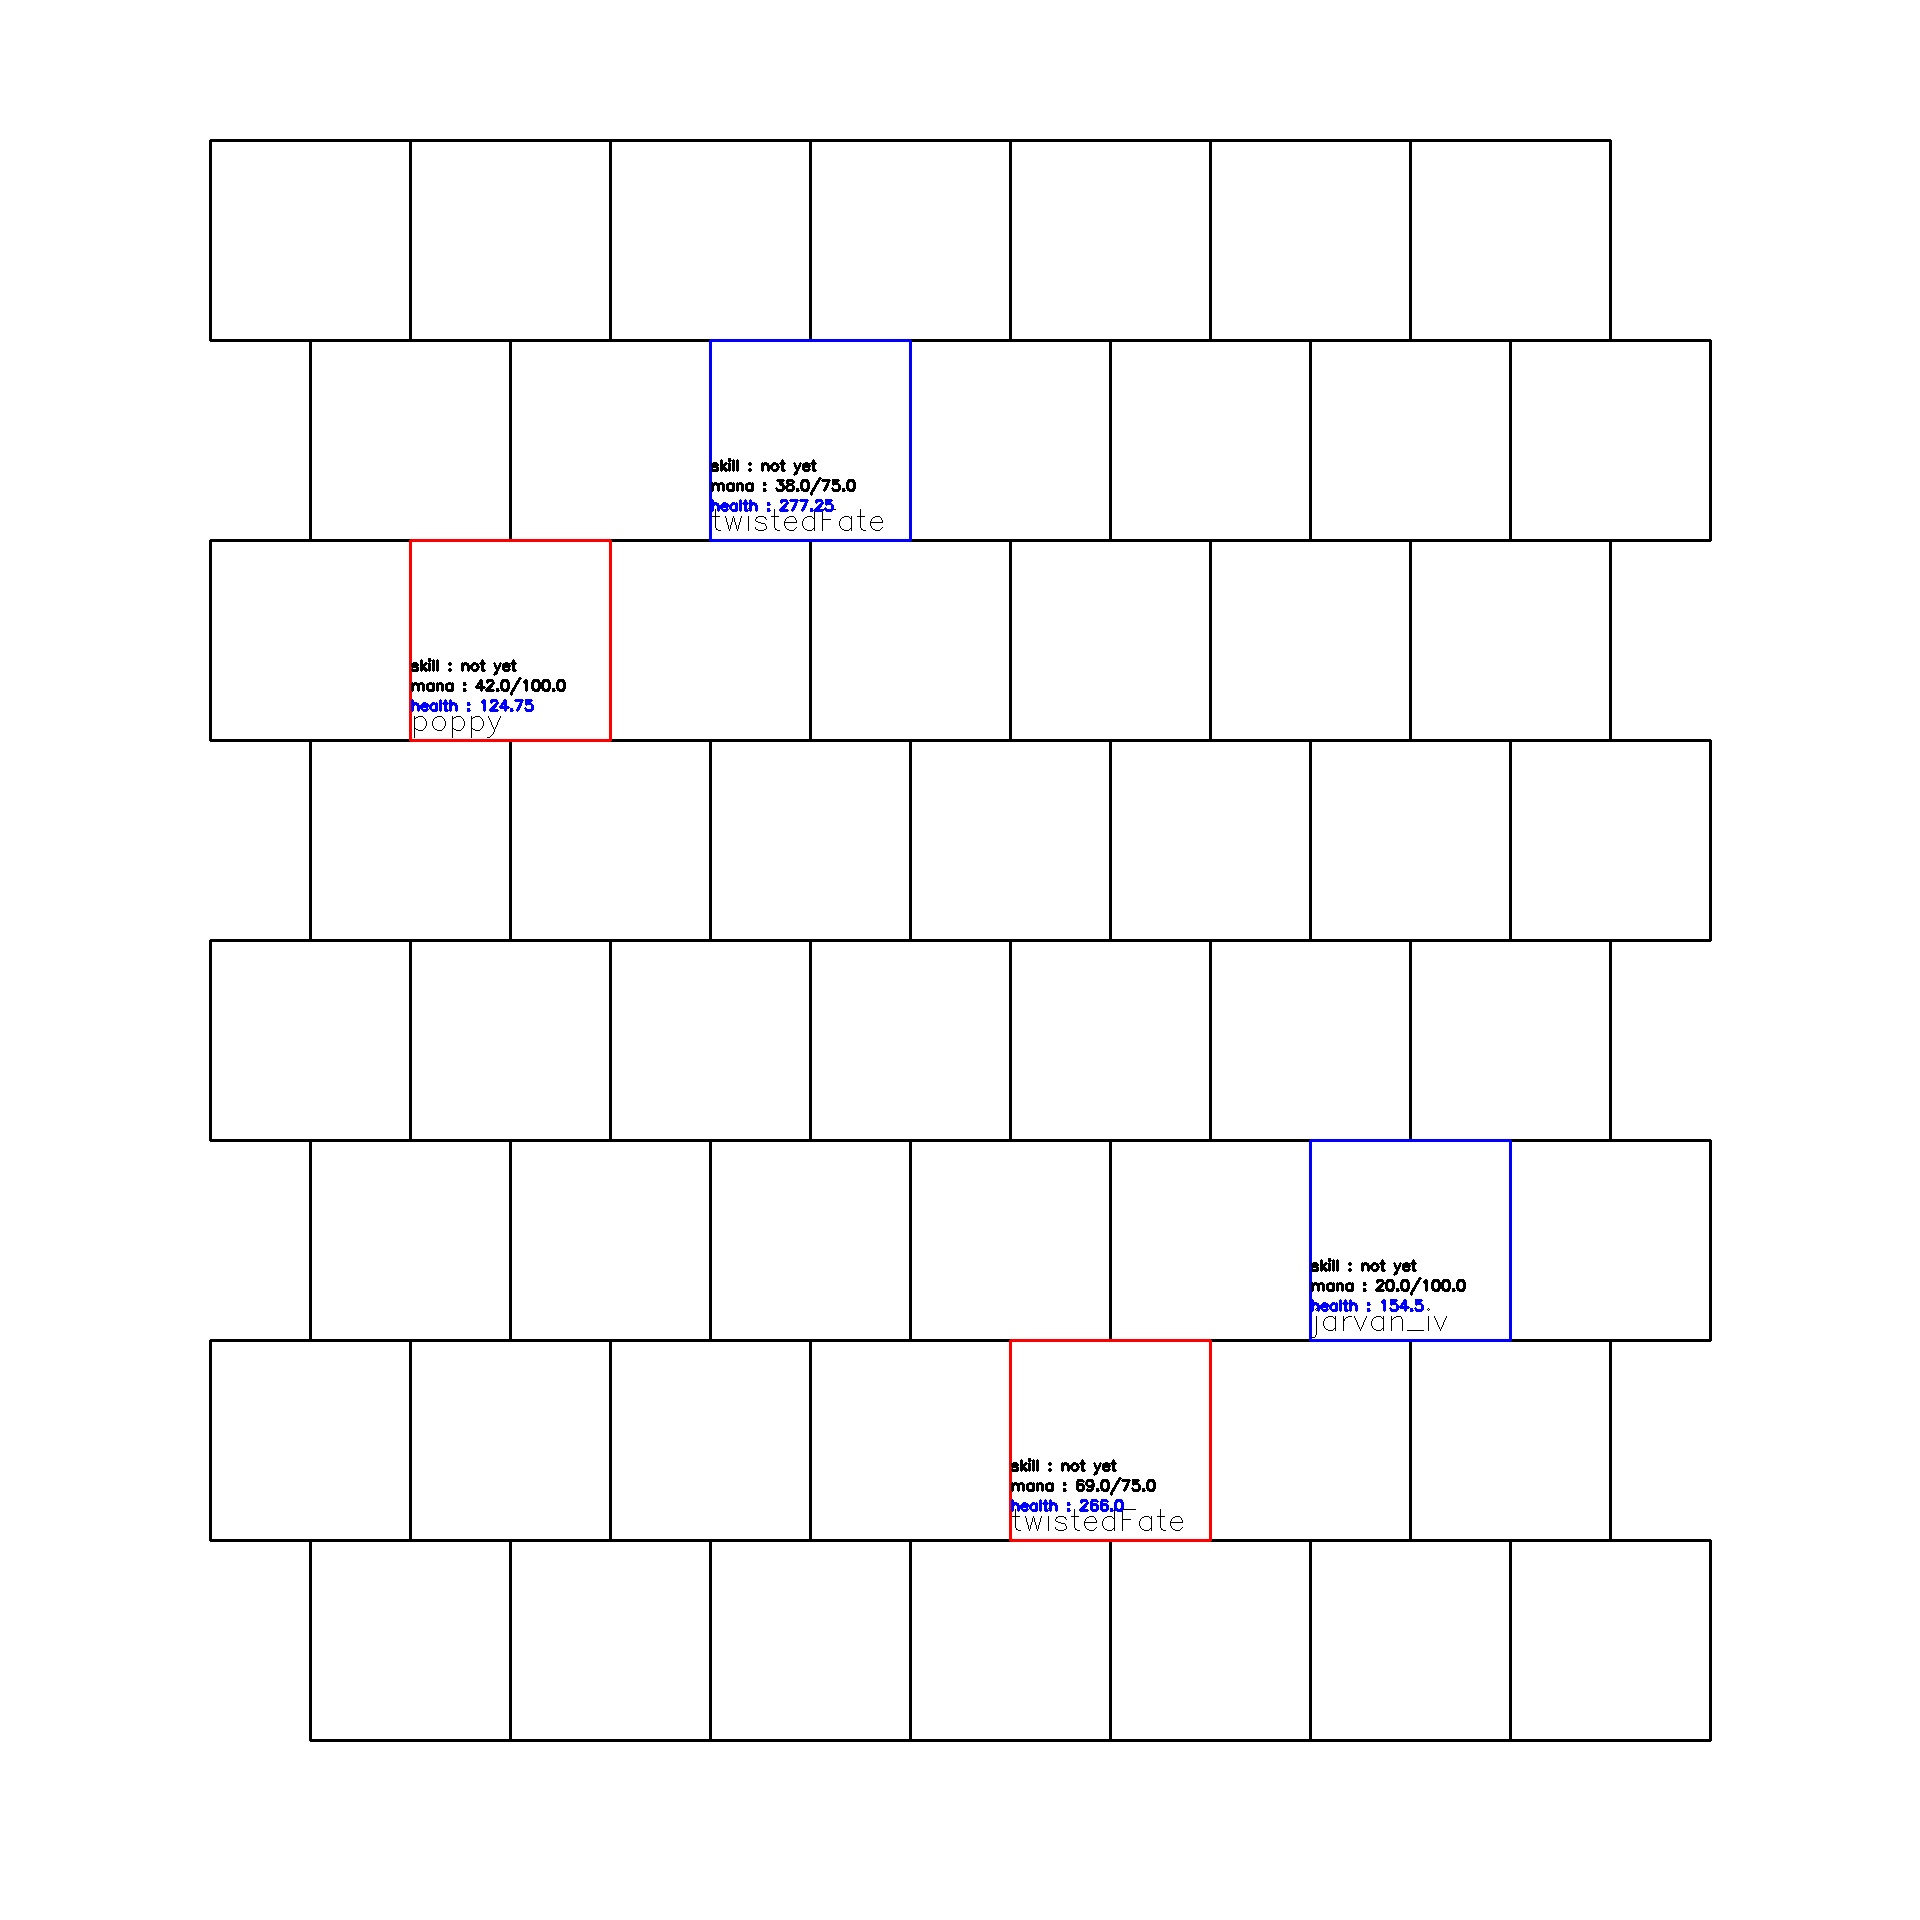 skill : not yet
mana : 38.0/75.0
health : 277.25
twistedFate
skill : not yet
mana : 42.0/100.0
health : 124.75
poppy
skill : not yet
mana : 20.0/100.0
health : 154.5
jarvan_iv
skill : not yet
mana : 69.0/75.0
health : 266.0
twistedFate